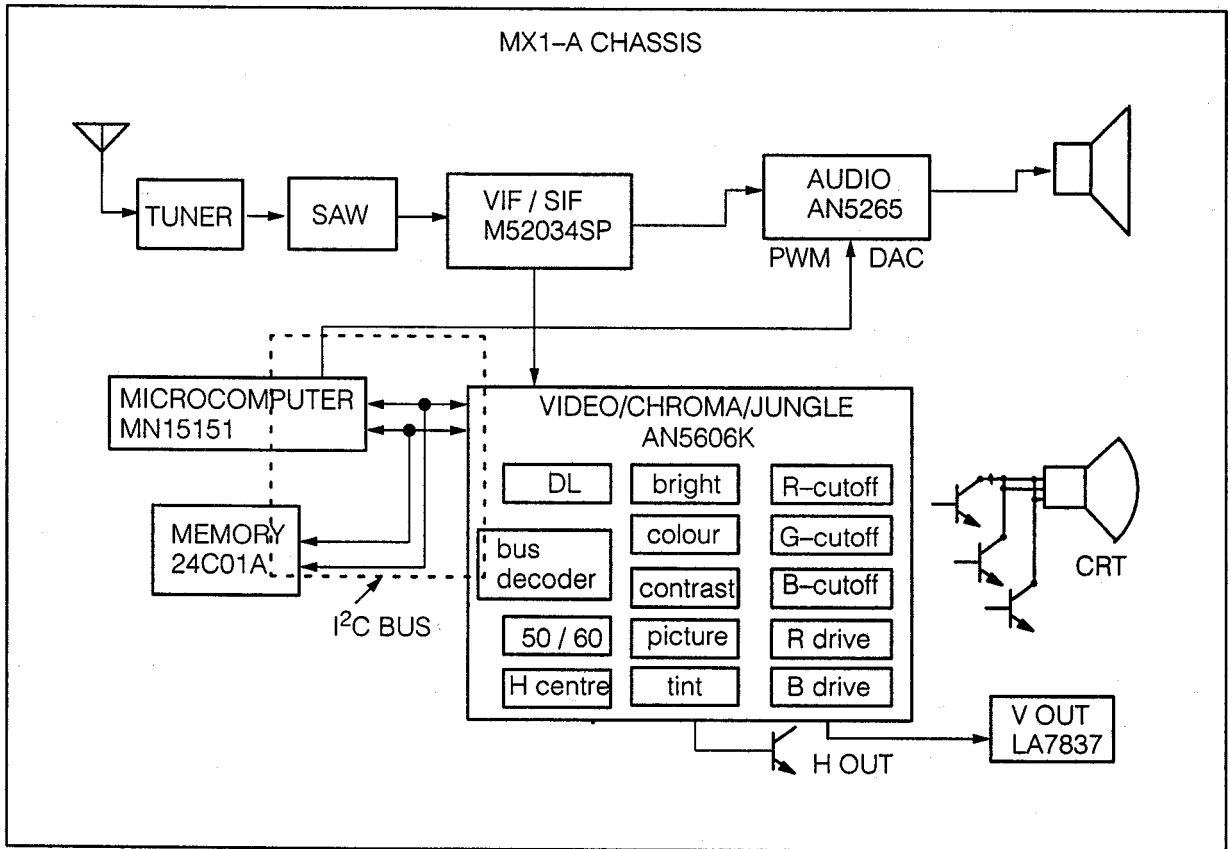 MX1–A CHASSIS
TUNER
SAW
VIF / SIF
M52034SP
AUDIO
AN5265
PWM DAC
MICROCOMPUTER
MN15151
MEMORY
24C01A
I²C BUS
VIDEO/CHROMA/JUNGLE
AN5606K
DL
bright
R–cutoff
bus
decoder
colour
G–cutoff
contrast
B–cutoff
50 / 60
picture
R drive
H centre
tint
B drive
CRT
H OUT
V OUT
LA7837